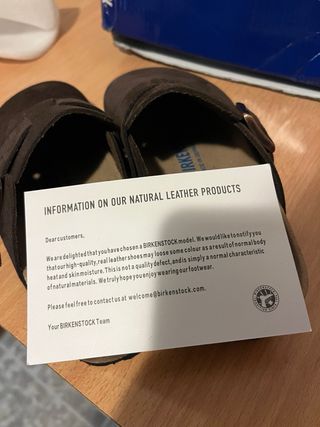 BIRKEN
INFORMATION ON OUR NATURAL LEATHER PRODUCTS
Dear customers,
We are delighted that you have chosen a BIRKENSTOCK model. We would like to notify you
that our high-quality, real leather shoes may loose some colour as a result of normal body
heat and skin moisture. This is not a quality defect, and is simply a normal characteristic
of natural materials. We truly hope you enjoy wearing our footwear.
Please feel free to contact us at welcome@birkenstock.com.
Your BIRKENSTOCK Team